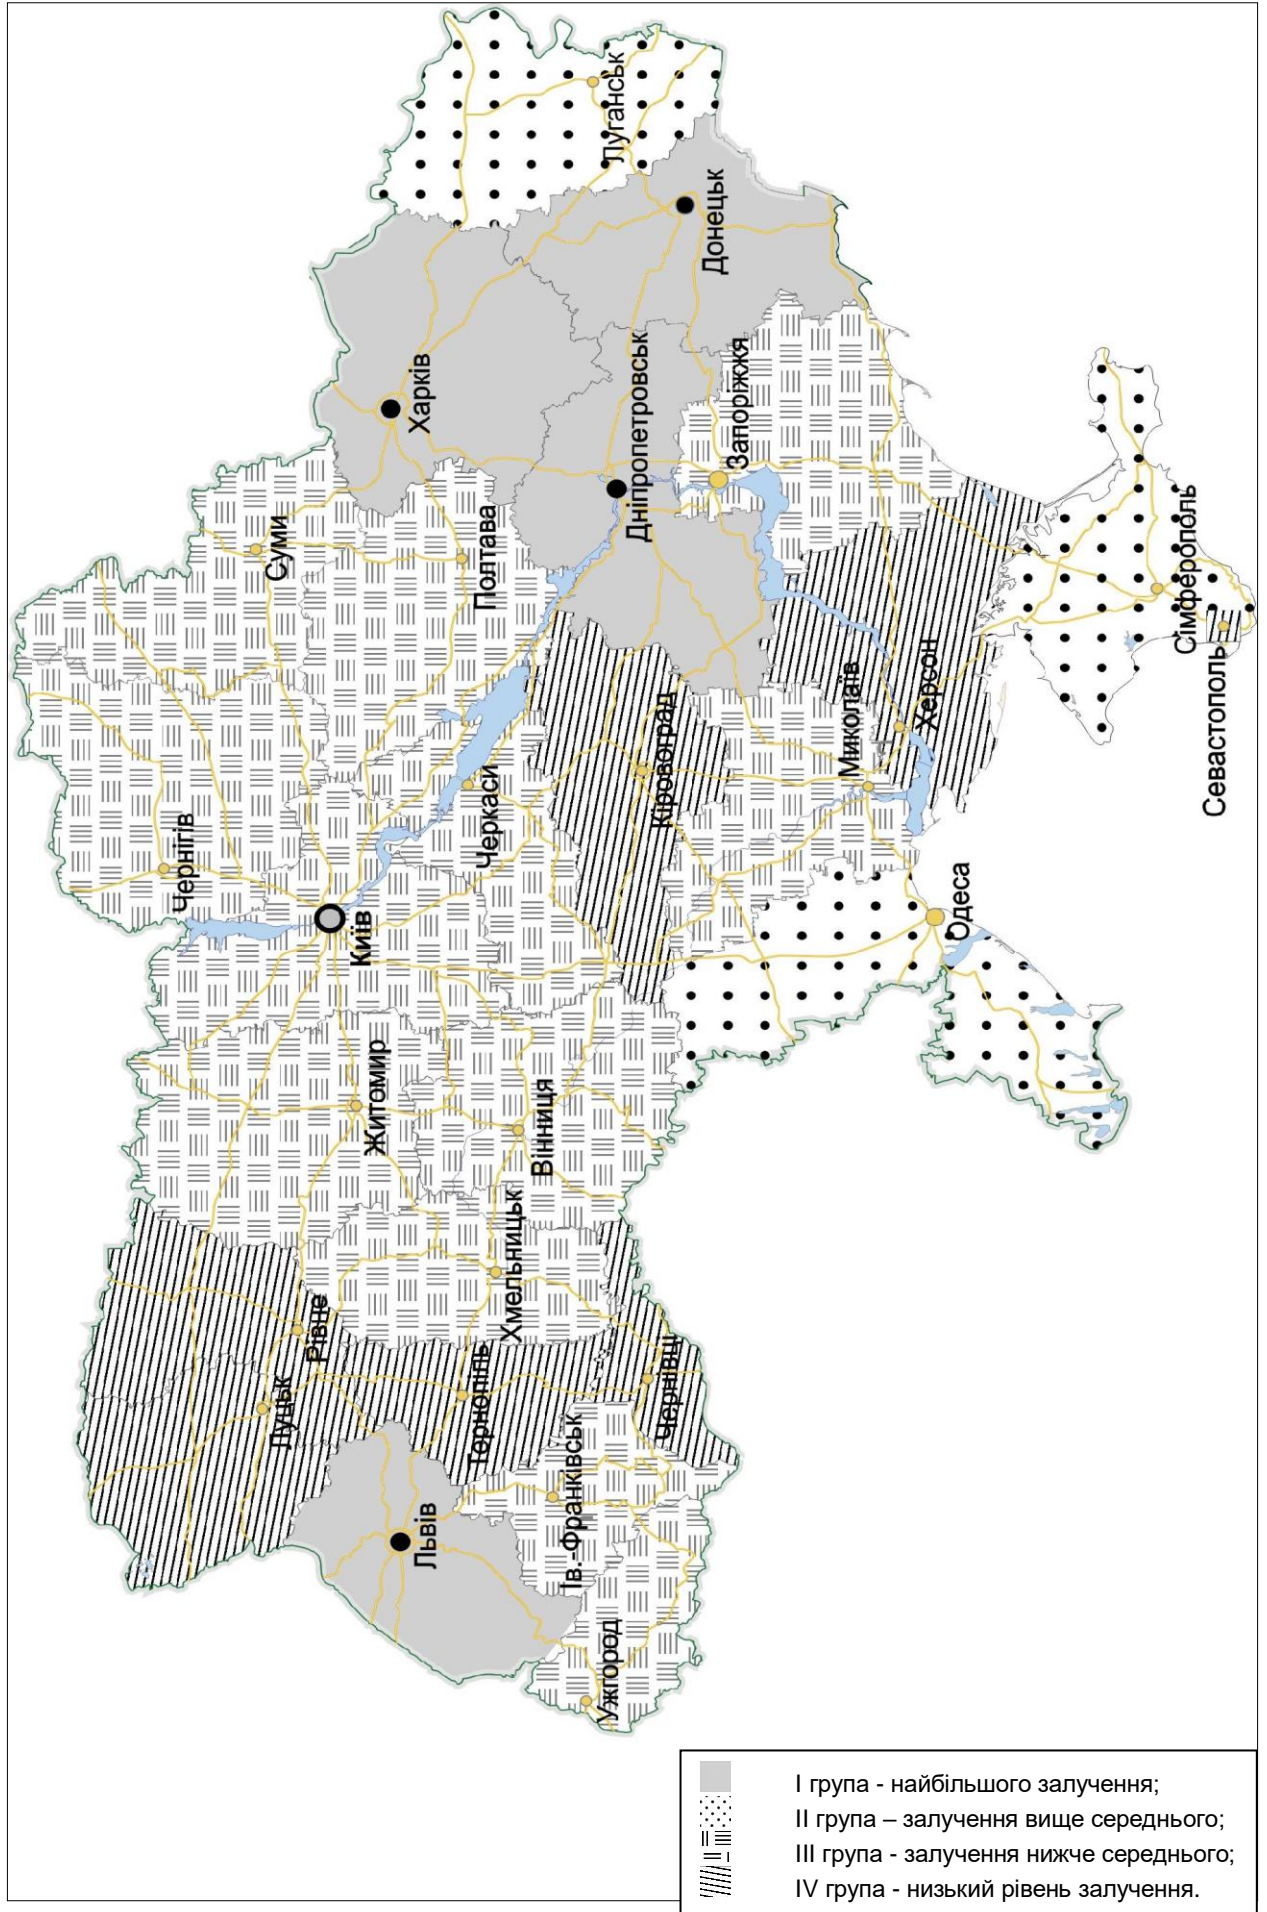 Луганськ
Донецьк
Харків
Дніпропетровськ
Запоріжжя
Суми
Полтава
Сімферополь
Севастополь
Херсон
Миколаїв
Кіровоград
Черкаси
Чернігів
Київ
Одеса
Житомир
Вінниця
Хмельницьк
Рівне
Луцьк
Тернопіль
Чернівці
Ів.-Франківськ
Львів
Ужгород
І група - найбільшого залучення;
ІІ група – залучення вище середнього;
ІІІ група - залучення нижче середнього;
ІV група - низький рівень залучення.